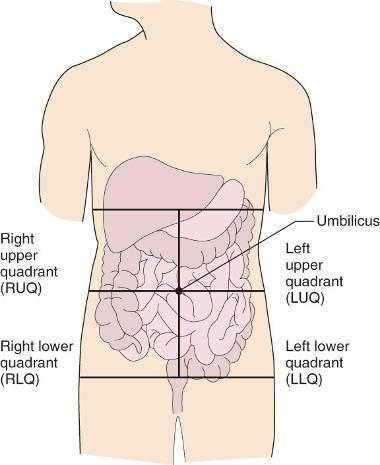 Umbilicus
Right
upper
quadrant
(RUQ)
Left
upper
quadrant
(LUQ)
Right lower
quadrant
(RLQ)
Left lower
quadrant
(LLQ)